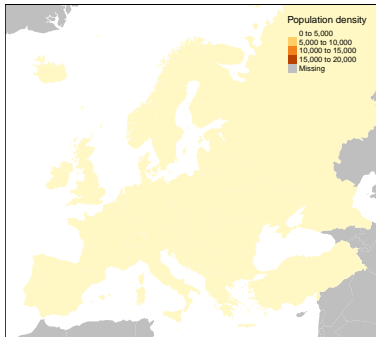 Population density
0 to 5,000
5,000 to 10,000
10,000 to 15,000
15,000 to 20,000
Missing